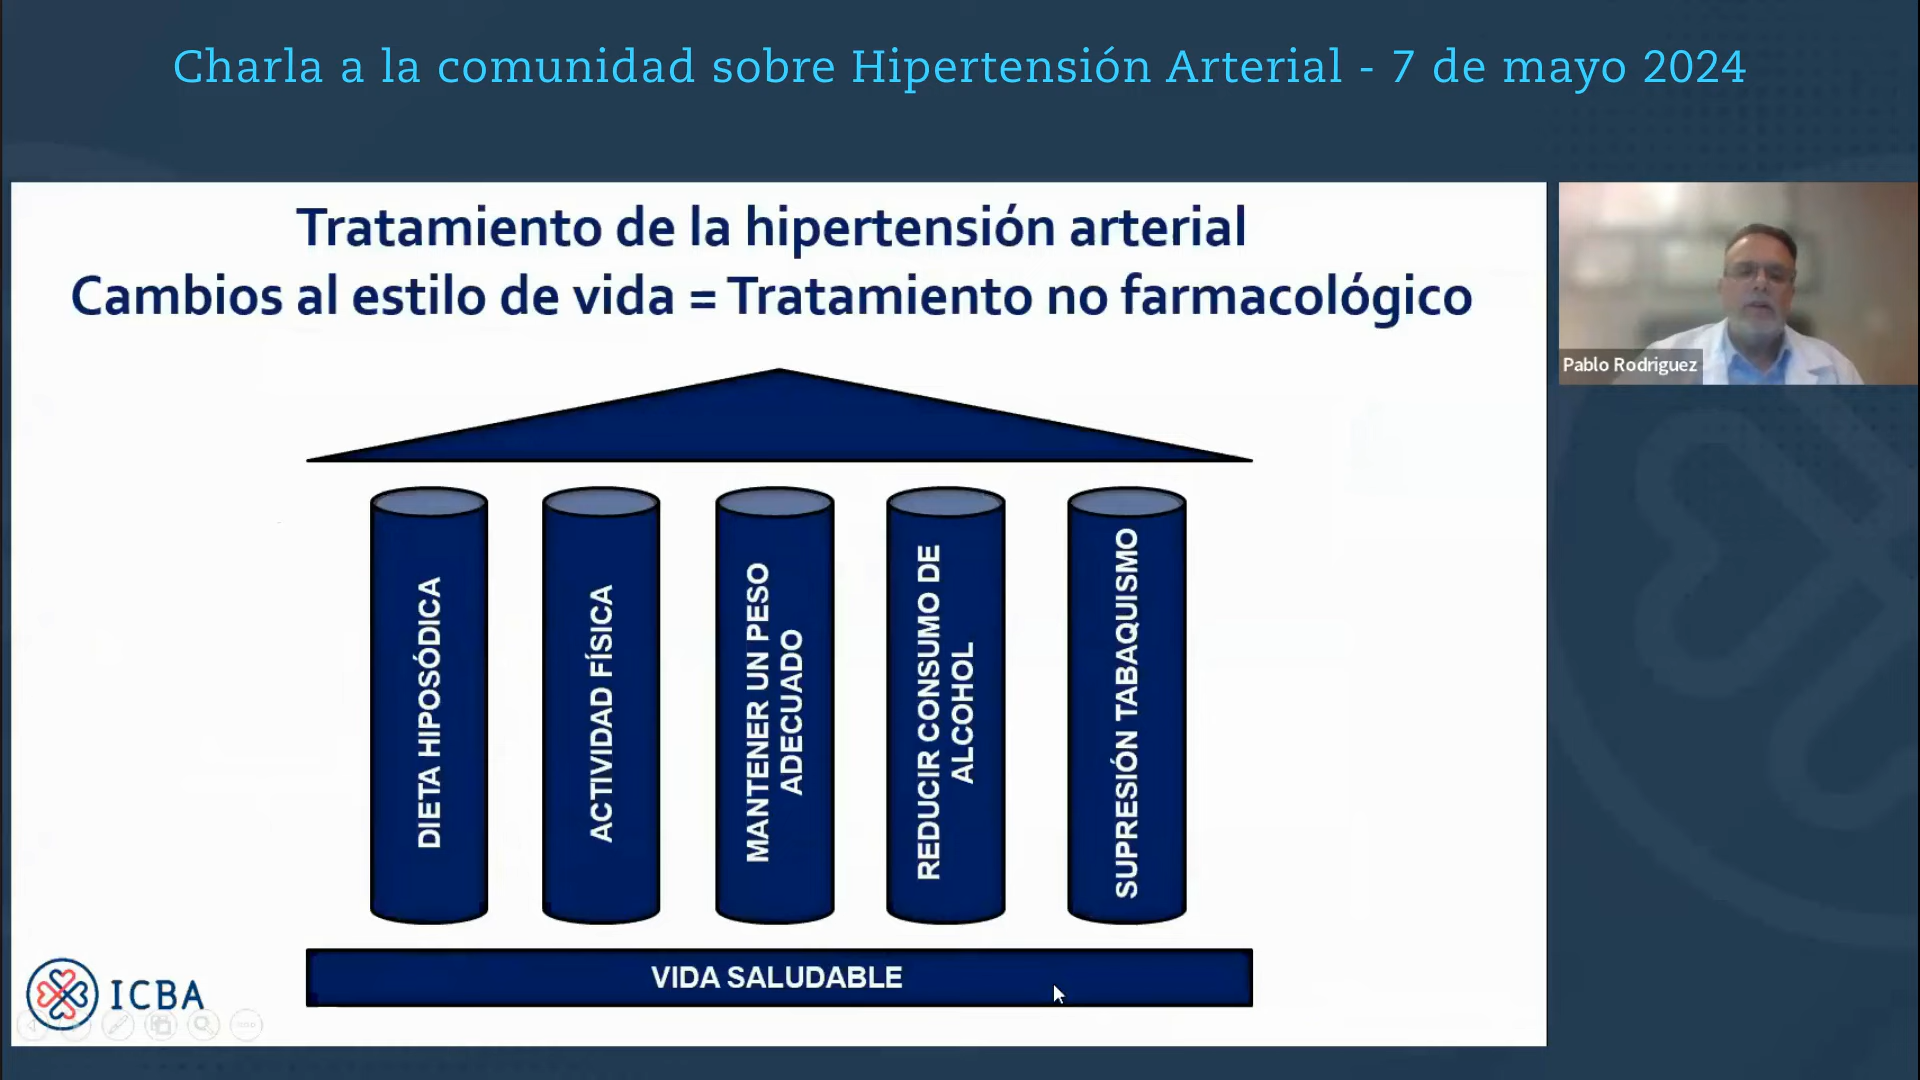 Charla a la comunidad sobre Hipertensión Arterial - 7 de mayo 2024
Tratamiento de la hipertensión arterial
Cambios al estilo de vida = Tratamiento no farmacológico
Pablo Rodriguez
DIETA HIPOSÓDICA
ACTIVIDAD FÍSICA
MANTENER UN PESO
ADECUADO
REDUCIR CONSUMO DE
ALCOHOL
SUPRESIÓN TABAQUISMO
VIDA SALUDABLE
ICBA